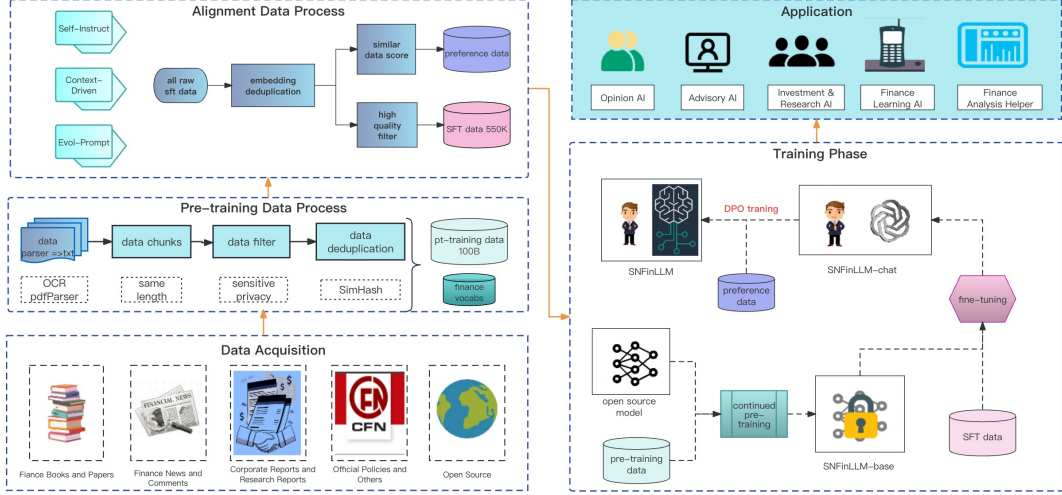 Alignment Data Process
Self-Instruct
Context-
Driven
Evol-Prompt
all raw
sft data
embedding
deduplication
similar
data score
preference data
high
quality
filter
SFT data 550K
Pre-training Data Process
data
parser =>txt
data chunks
data filter
data
deduplication
OCR
pdfParser
same
length
sensitive
privacy
SimHash
pt-training data
100B
finance
vocabs
Data Acquisition
FINANCIAL NEWS
CFN
Fiance Books and Papers
Finance News and
Comments
Corporate Reports and
Research Reports
Official Policies and
Others
Open Source
Application
Opinion AI
Advisory AI
Investment &
Research AI
Finance
Learning AI
Finance
Analysis Helper
Training Phase
SNFinLLM
DPO traning
SNFinLLM-chat
preference
data
fine-tuning
open source
model
continued
pre-
training
pre-training
data
SNFinLLM-base
SFT data